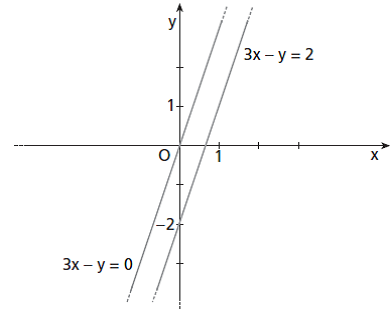 y
3x – y = 2
1
O
1
x
–2
3x – y = 0